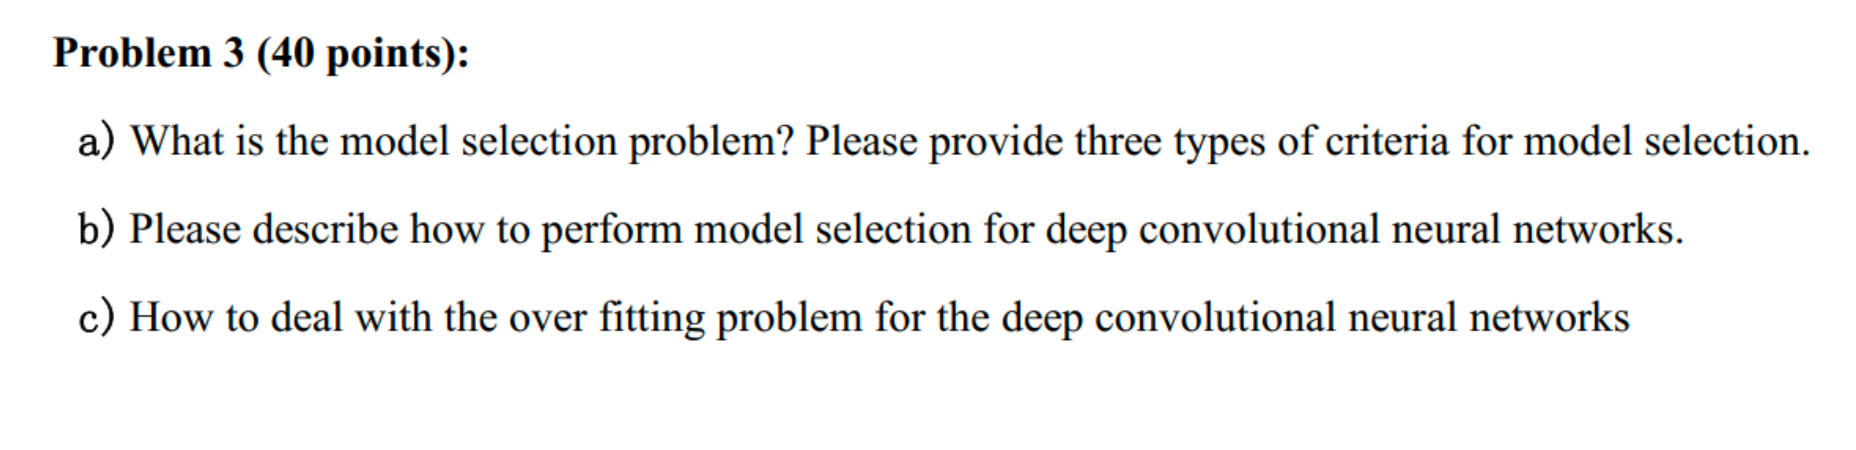 Problem 3 (40 points):
a) What is the model selection problem? Please provide three types of criteria for model selection.
b) Please describe how to perform model selection for deep convolutional neural networks.
c) How to deal with the over fitting problem for the deep convolutional neural networks